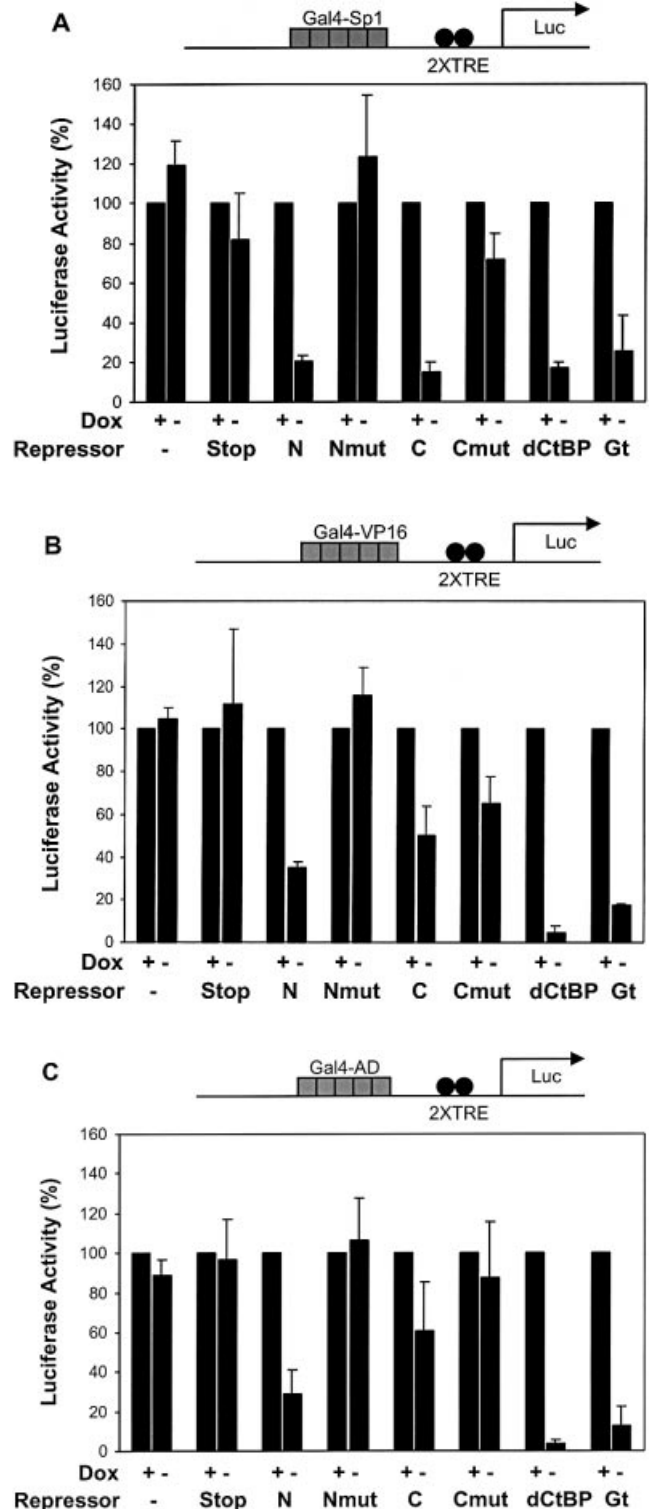 A
Gal4-Sp1
Luc
2XTRE
Luciferase Activity (%)
160
140
120
100
80
60
40
20
0
Dox + - + - + - + - + - + - + - + -
Repressor - Stop N Nmut C Cmut dCtBP Gt
B
Gal4-VP16
Luc
2XTRE
Luciferase Activity (%)
160
140
120
100
80
60
40
20
0
Dox + - + - + - + - + - + - + - + -
Repressor - Stop N Nmut C Cmut dCtBP Gt
C
Gal4-AD
Luc
2XTRE
Luciferase Activity (%)
160
140
120
100
80
60
40
20
0
Dox + - + - + - + - + - + - + - + -
Repressor - Stop N Nmut C Cmut dCtBP Gt